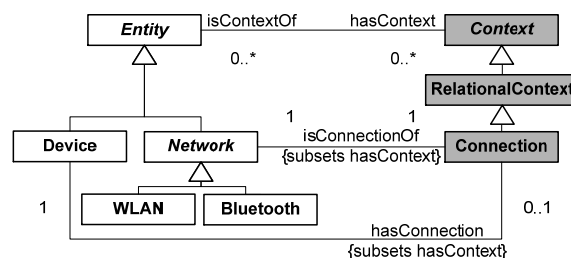 Entity
isContextOf
hasContext
Context
0..*
0..*
RelationalContext
1
1
isConnectionOf
Device
Network
{subsets hasContext}
Connection
WLAN
Bluetooth
1
0..1
hasConnection
{subsets hasContext}